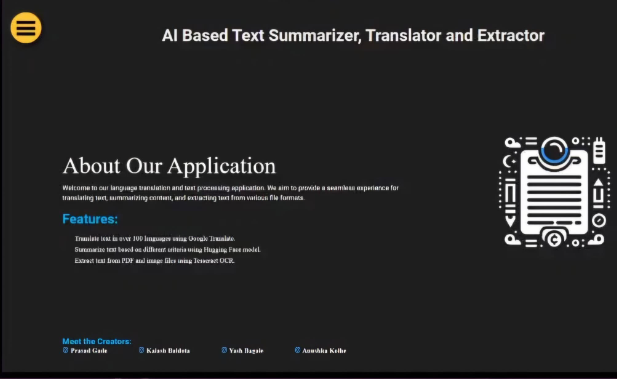 AI Based Text Summarizer, Translator and Extractor
About Our Application
Welcome to our language translation and text processing application. We aim to provide a seamless experience for
translating text, summarizing content, and extracting text from various file formats.
Features:
Translate text in over 100 languages using Google Translate.
Summarize text based on different criteria using Hugging Face model.
Extract text from PDF and image files using Tesseract OCR.
Meet the Creators:
Prasad Gade Kalash Daldota Yash Bagale Anushka Kolhe